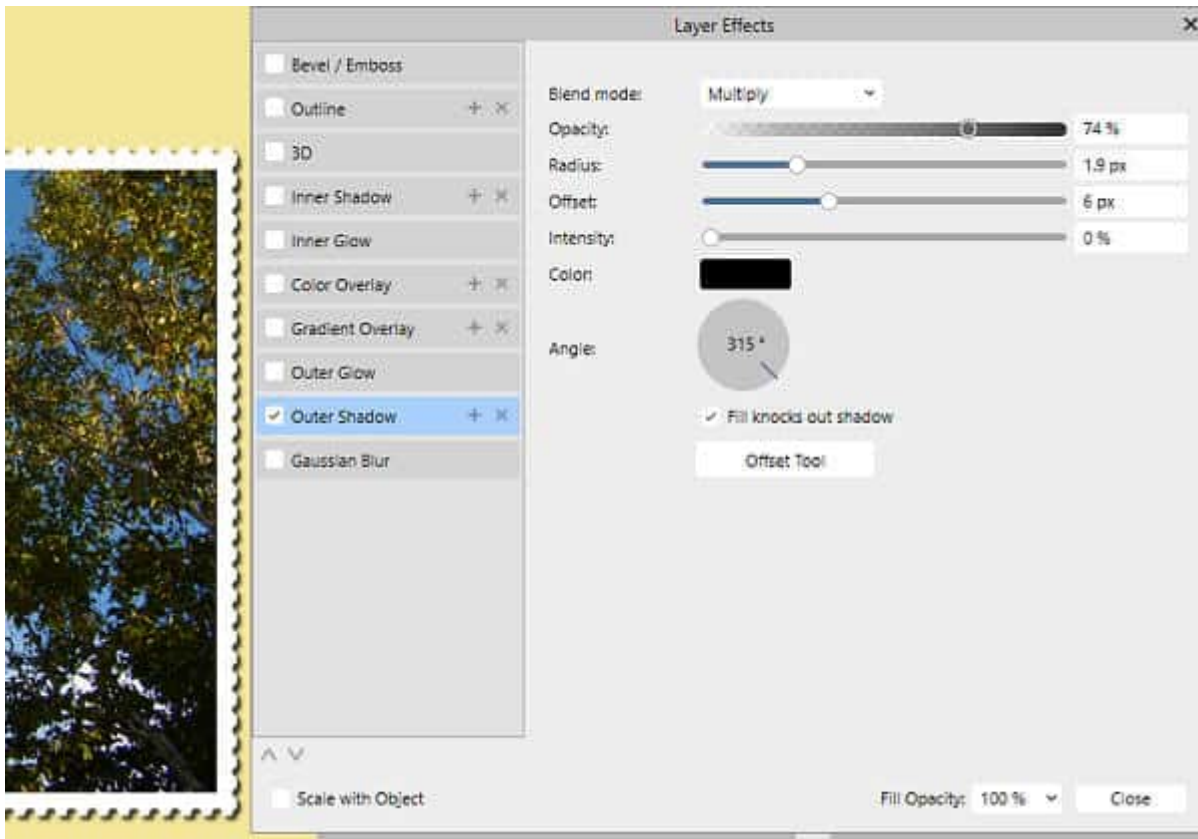 Layer Effects
Bevel / Emboss
Outline
3D
Inner Shadow
Inner Glow
Color Overlay
Gradient Overlay
Outer Glow
Outer Shadow
Gaussian Blur
Scale with Object
Blend mode: Multiply
Opacity: 74 %
Radius: 1.9 px
Offset: 6 px
Intensity: 0 %
Color:
Angle: 315 °
Fill knocks out shadow
Offset Tool
Fill Opacity: 100 % Close